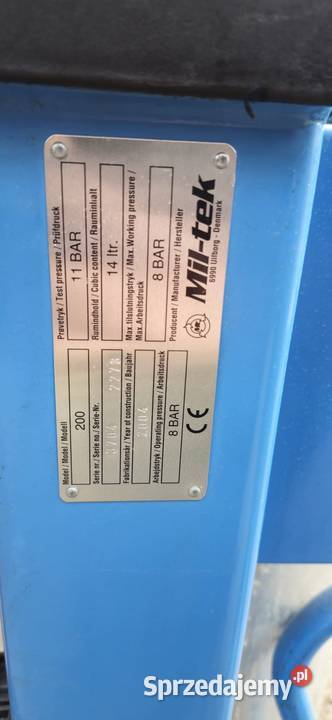 Model / Model / Modell
200
Serie nr./ Serie no./ Serie-Nr.
Fabrikationsår / Year of construction / Baujahr
2004
Arbejdstryk / Operating pressure / Arbeitsdruck
8 BAR
CE
Prøvetryk / Test pressure / Prüfdruck
11 BAR
Rumindhold / Cubic content / Rauminhalt
14 ltr.
Max.tilslutningstryk / Max. Working pressure /
Max. Arbeitsdruck
8 BAR
Producent / Manufacturer / Hersteller
Mil-tek
6990 Ulfborg - Denmark
Sprzedajemy.pl